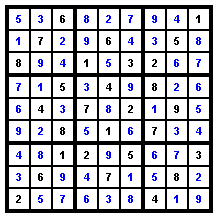 5 3 6 8 2 7 9 4 1
1 7 2 9 6 4 3 5 8
8 9 4 1 5 3 2 6 7
7 1 5 3 4 9 8 2 6
6 4 3 7 8 2 1 9 5
9 2 8 5 1 6 7 3 4
4 8 1 2 9 5 6 7 3
3 6 9 4 7 1 5 8 2
2 5 7 6 3 8 4 1 9